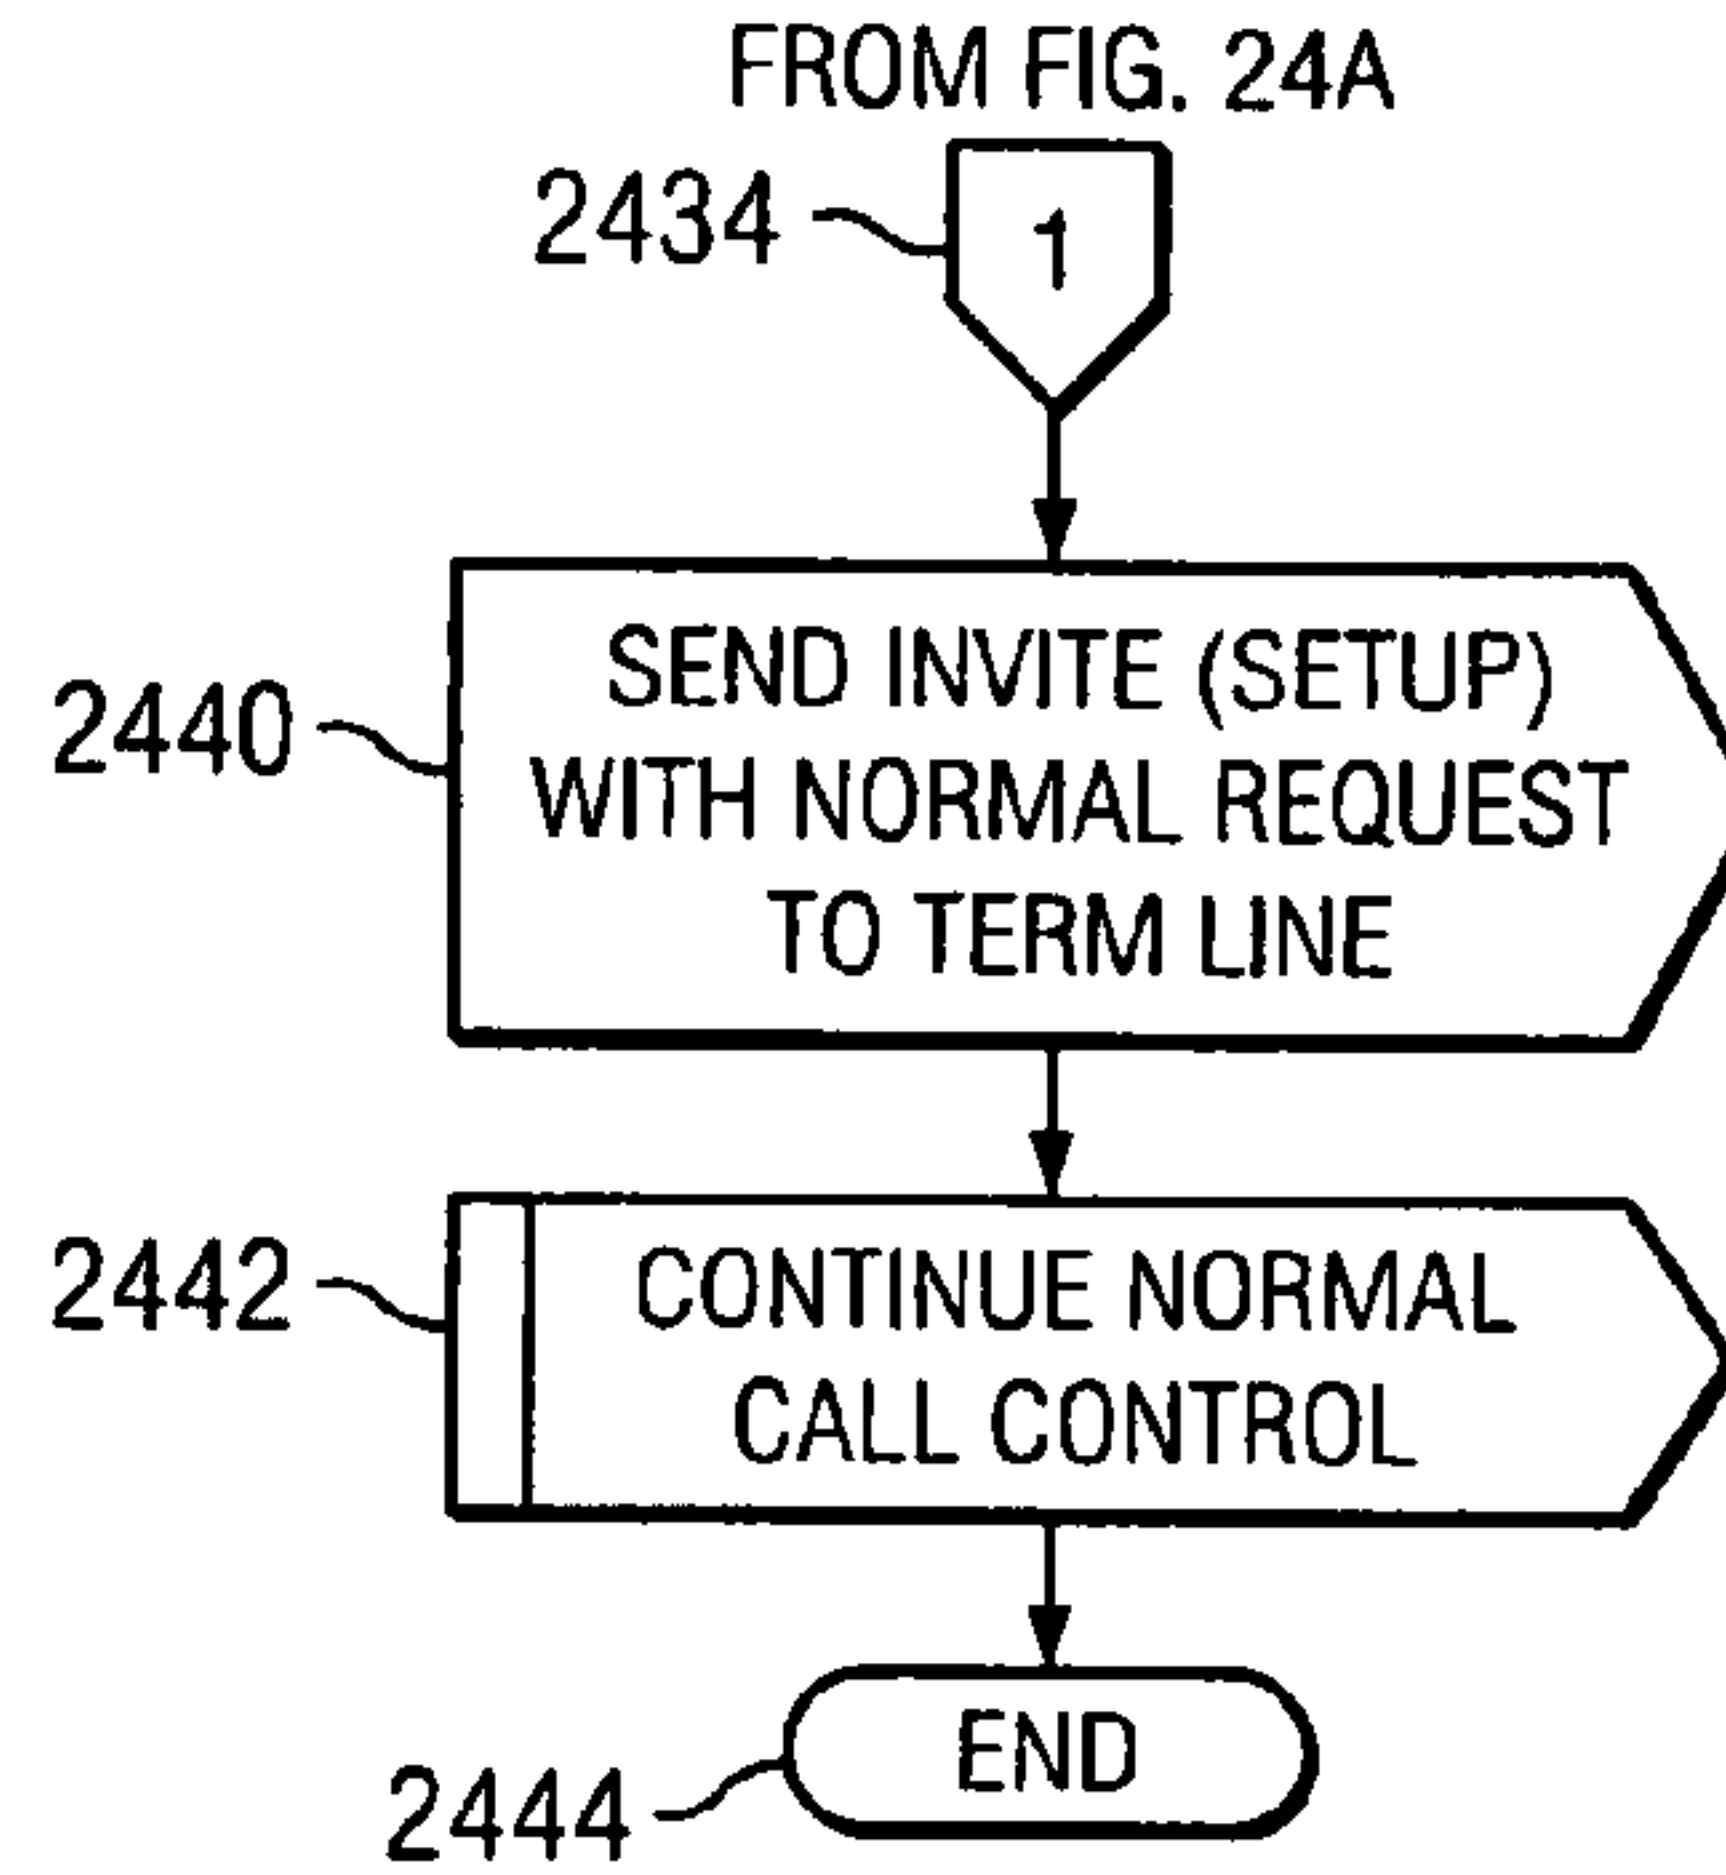 FROM FIG. 24A
2434
1
2440
SEND INVITE (SETUP)
WITH NORMAL REQUEST
TO TERM LINE
2442
CONTINUE NORMAL
CALL CONTROL
END
2444